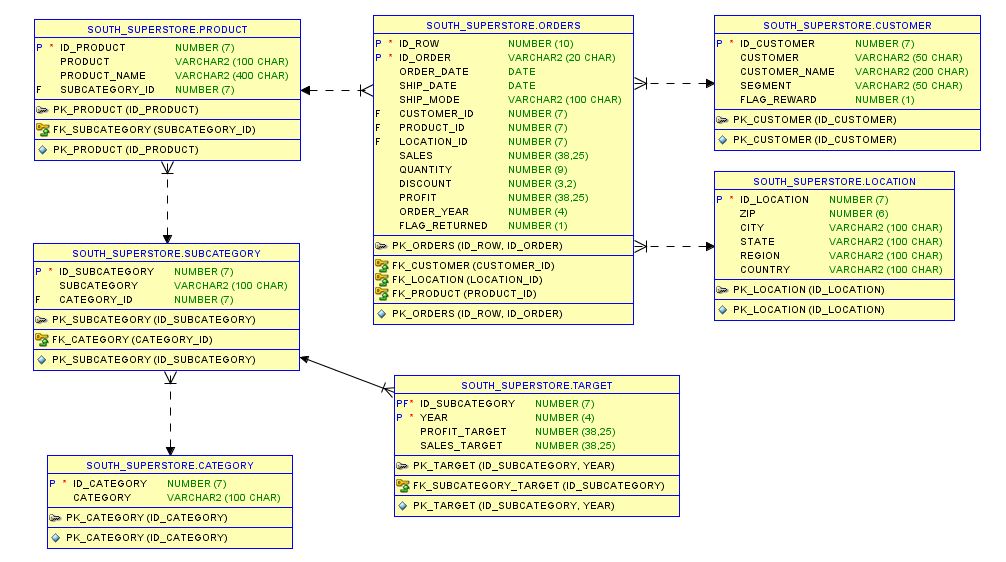 SOUTH_SUPERSTORE.PRODUCT
P * ID_PRODUCT NUMBER (7)
PRODUCT VARCHAR2 (100 CHAR)
PRODUCT_NAME VARCHAR2 (400 CHAR)
F SUBCATEGORY_ID NUMBER (7)
PK_PRODUCT (ID_PRODUCT)
FK_SUBCATEGORY (SUBCATEGORY_ID)
PK_PRODUCT (ID_PRODUCT)
SOUTH_SUPERSTORE.ORDERS
P * ID_ROW NUMBER (10)
P * ID_ORDER VARCHAR2 (20 CHAR)
ORDER_DATE DATE
SHIP_DATE DATE
SHIP_MODE VARCHAR2 (100 CHAR)
F CUSTOMER_ID NUMBER (7)
F PRODUCT_ID NUMBER (7)
F LOCATION_ID NUMBER (7)
SALES NUMBER (38,25)
QUANTITY NUMBER (9)
DISCOUNT NUMBER (3,2)
PROFIT NUMBER (38,25)
ORDER_YEAR NUMBER (4)
FLAG_RETURNED NUMBER (1)
PK_ORDERS (ID_ROW, ID_ORDER)
FK_CUSTOMER (CUSTOMER_ID)
FK_LOCATION (LOCATION_ID)
FK_PRODUCT (PRODUCT_ID)
PK_ORDERS (ID_ROW, ID_ORDER)
SOUTH_SUPERSTORE.CUSTOMER
P * ID_CUSTOMER NUMBER (7)
CUSTOMER VARCHAR2 (50 CHAR)
CUSTOMER_NAME VARCHAR2 (200 CHAR)
SEGMENT VARCHAR2 (50 CHAR)
FLAG_REWARD NUMBER (1)
PK_CUSTOMER (ID_CUSTOMER)
PK_CUSTOMER (ID_CUSTOMER)
SOUTH_SUPERSTORE.LOCATION
P * ID_LOCATION NUMBER (7)
ZIP NUMBER (6)
CITY VARCHAR2 (100 CHAR)
STATE VARCHAR2 (100 CHAR)
REGION VARCHAR2 (100 CHAR)
COUNTRY VARCHAR2 (100 CHAR)
PK_LOCATION (ID_LOCATION)
PK_LOCATION (ID_LOCATION)
SOUTH_SUPERSTORE.SUBCATEGORY
P * ID_SUBCATEGORY NUMBER (7)
SUBCATEGORY VARCHAR2 (100 CHAR)
F CATEGORY_ID NUMBER (7)
PK_SUBCATEGORY (ID_SUBCATEGORY)
FK_CATEGORY (CATEGORY_ID)
PK_SUBCATEGORY (ID_SUBCATEGORY)
SOUTH_SUPERSTORE.TARGET
PF* ID_SUBCATEGORY NUMBER (7)
P * YEAR NUMBER (4)
PROFIT_TARGET NUMBER (38,25)
SALES_TARGET NUMBER (38,25)
PK_TARGET (ID_SUBCATEGORY, YEAR)
FK_SUBCATEGORY_TARGET (ID_SUBCATEGORY)
PK_TARGET (ID_SUBCATEGORY, YEAR)
SOUTH_SUPERSTORE.CATEGORY
P * ID_CATEGORY NUMBER (7)
CATEGORY VARCHAR2 (100 CHAR)
PK_CATEGORY (ID_CATEGORY)
PK_CATEGORY (ID_CATEGORY)